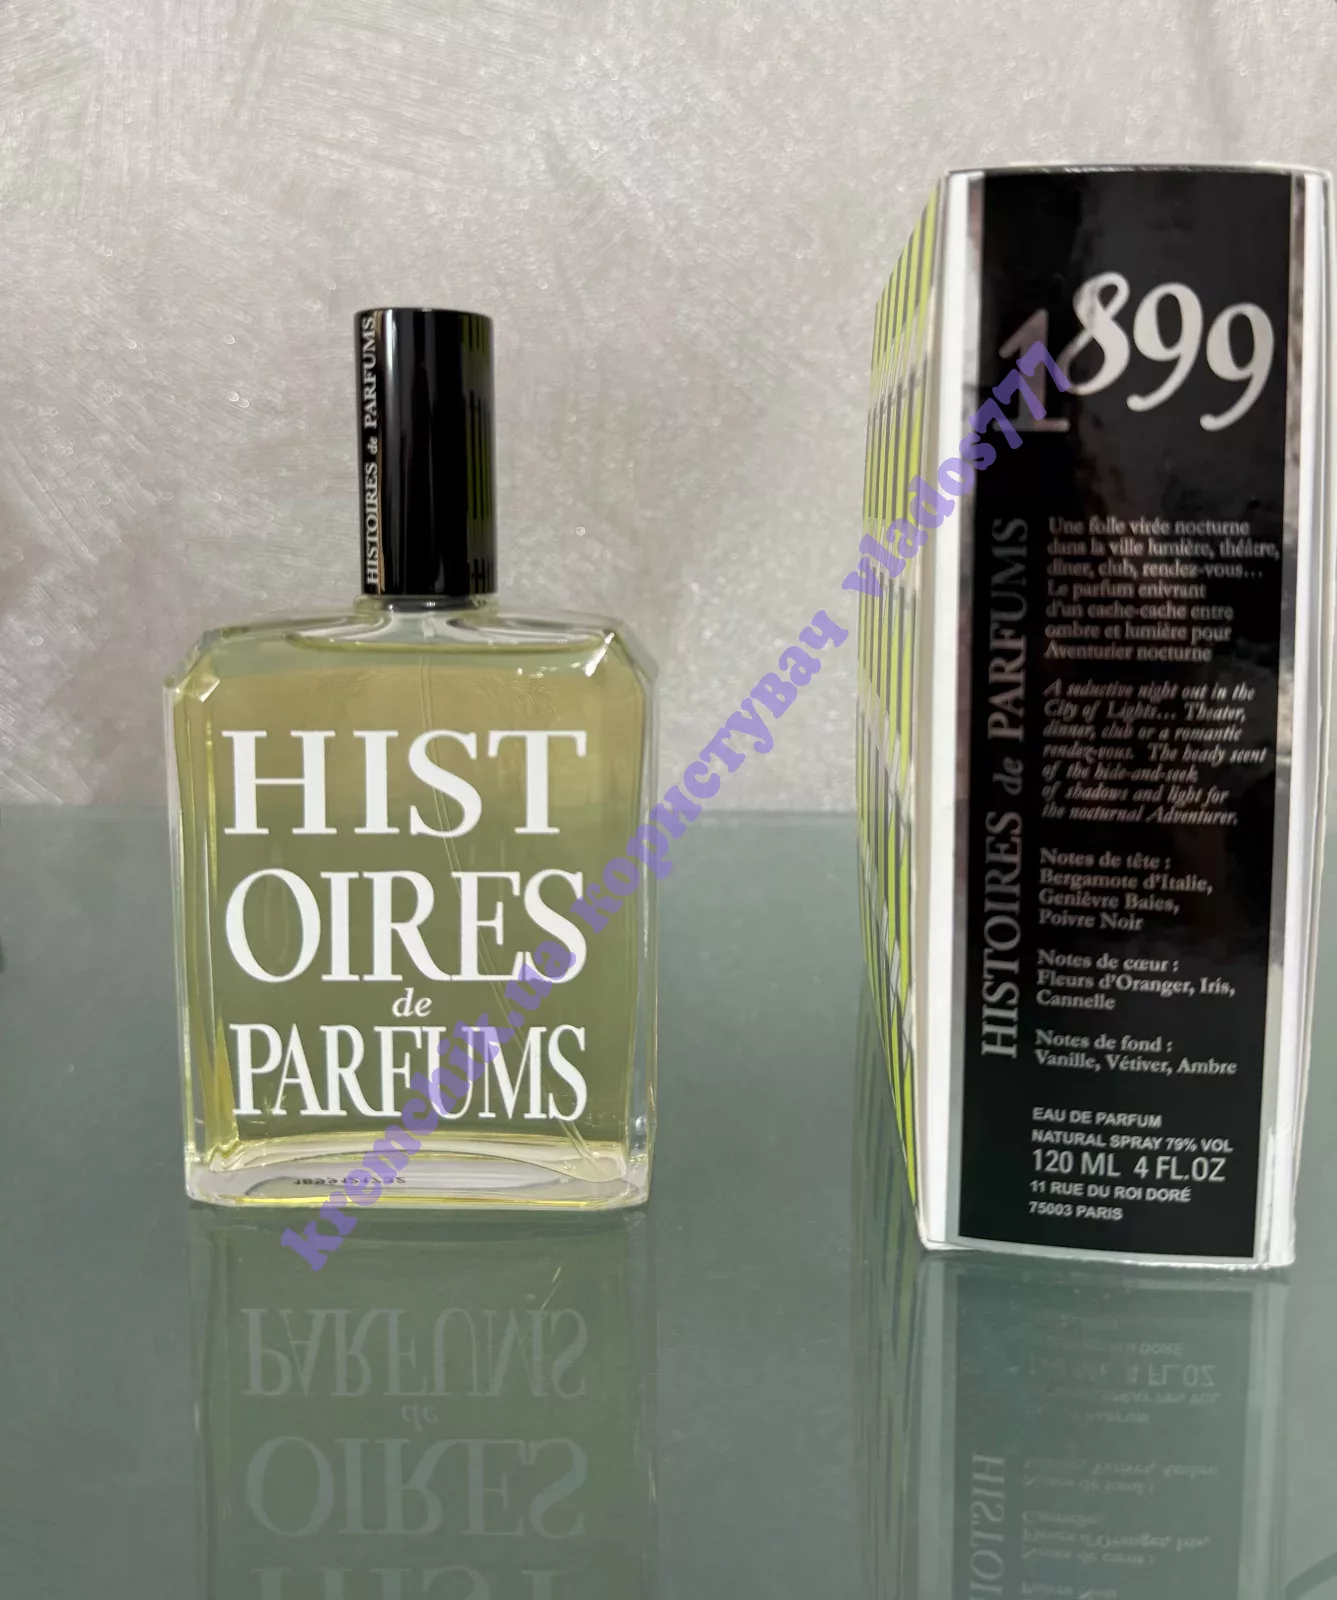 HISTOIRES de PARFUMS
HIST
OIRES
de
PARFUMS
1899
HISTOIRES de PARFUMS
Une folle virée nocturne
dans la ville lumière, théâtre,
dîner, club, rendez-vous...
Le parfum enivrant
d'un cache-cache entre
ombre et lumière pour
Aventurier nocturne
A seductive night out in the
City of Lights... Theater,
dinner, club or a romantic
rendez-vous. The heady scent
of the hide-and-seek
of shadows and light for
the nocturnal Adventurer.
Notes de tête :
Bergamote d'Italie,
Genièvre Baies,
Poivre Noir
Notes de cœur :
Fleurs d'Oranger, Iris,
Cannelle
Notes de fond :
Vanille, Vétiver, Ambre
EAU DE PARFUM
NATURAL SPRAY 79% VOL
120 ML 4 FL.OZ
11 RUE DU ROI DORÉ
75003 PARIS
kremchik.ua користуВач vlados777